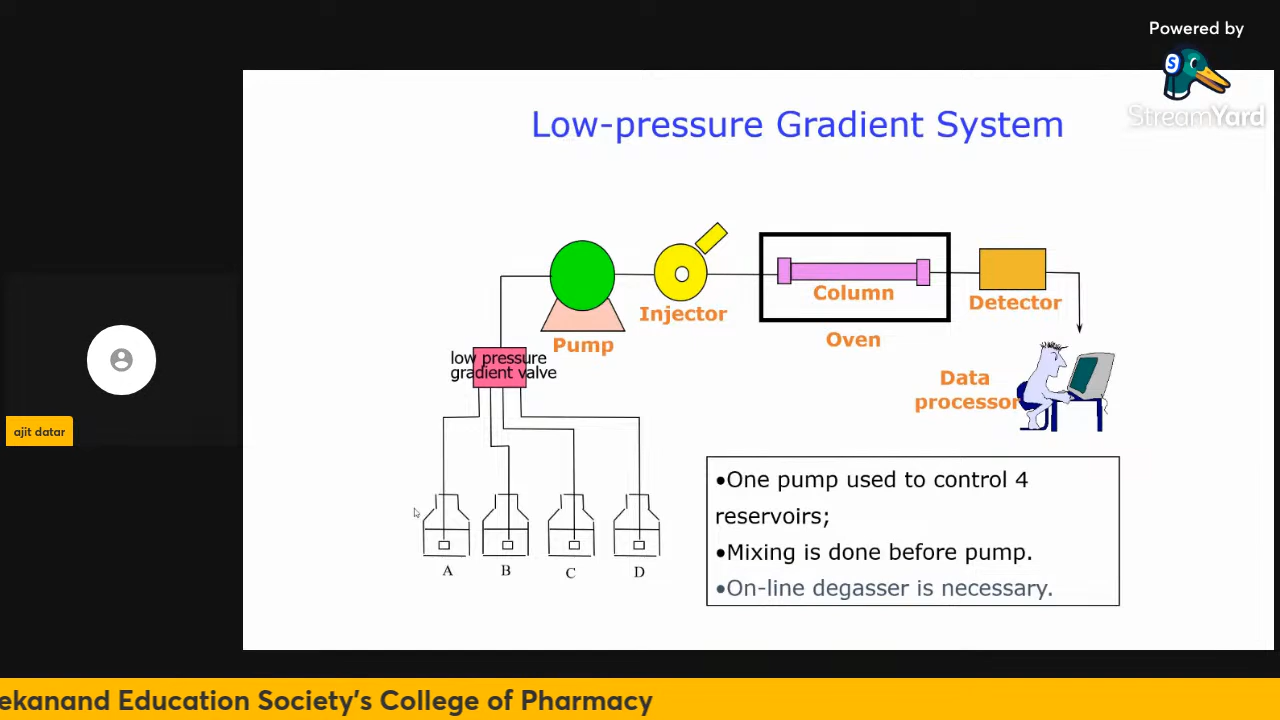 Powered by
StreamYard
Low-pressure Gradient System
Injector
Column
Detector
Pump
Oven
low pressure
gradient valve
Data
processor
ajit datar
•One pump used to control 4
reservoirs;
•Mixing is done before pump.
•On-line degasser is necessary.
A B C D
ekanand Education Society's College of Pharmacy